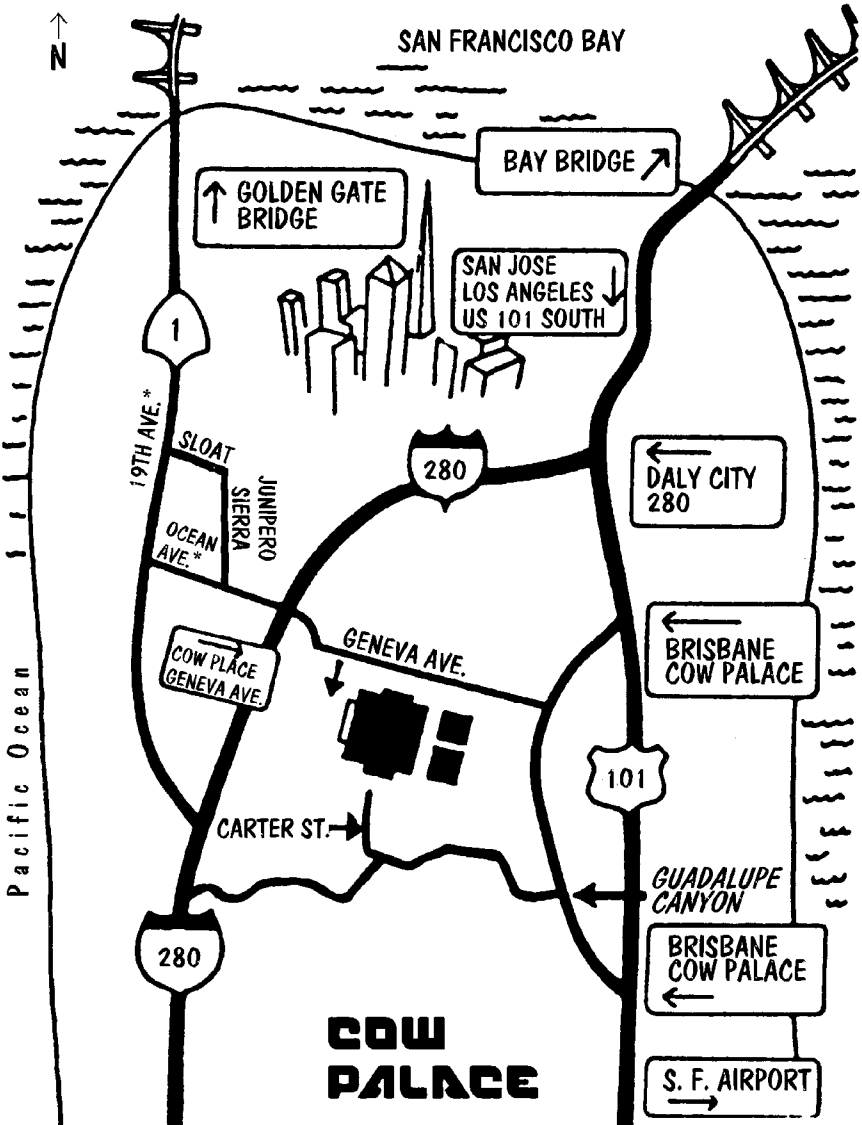 N
SAN FRANCISCO BAY
BAY BRIDGE
GOLDEN GATE
BRIDGE
SAN JOSE
LOS ANGELES
US 101 SOUTH
1
19TH AVE.*
SLOAT
JUNIPERO
SIERRA
OCEAN
AVE.*
280
DALY CITY
280
BRISBANE
COW PALACE
COW PLACE
GENEVA AVE.
GENEVA AVE.
Pacific Ocean
101
CARTER ST.
GUADALUPE
CANYON
280
BRISBANE
COW PALACE
COW
PALACE
S. F. AIRPORT